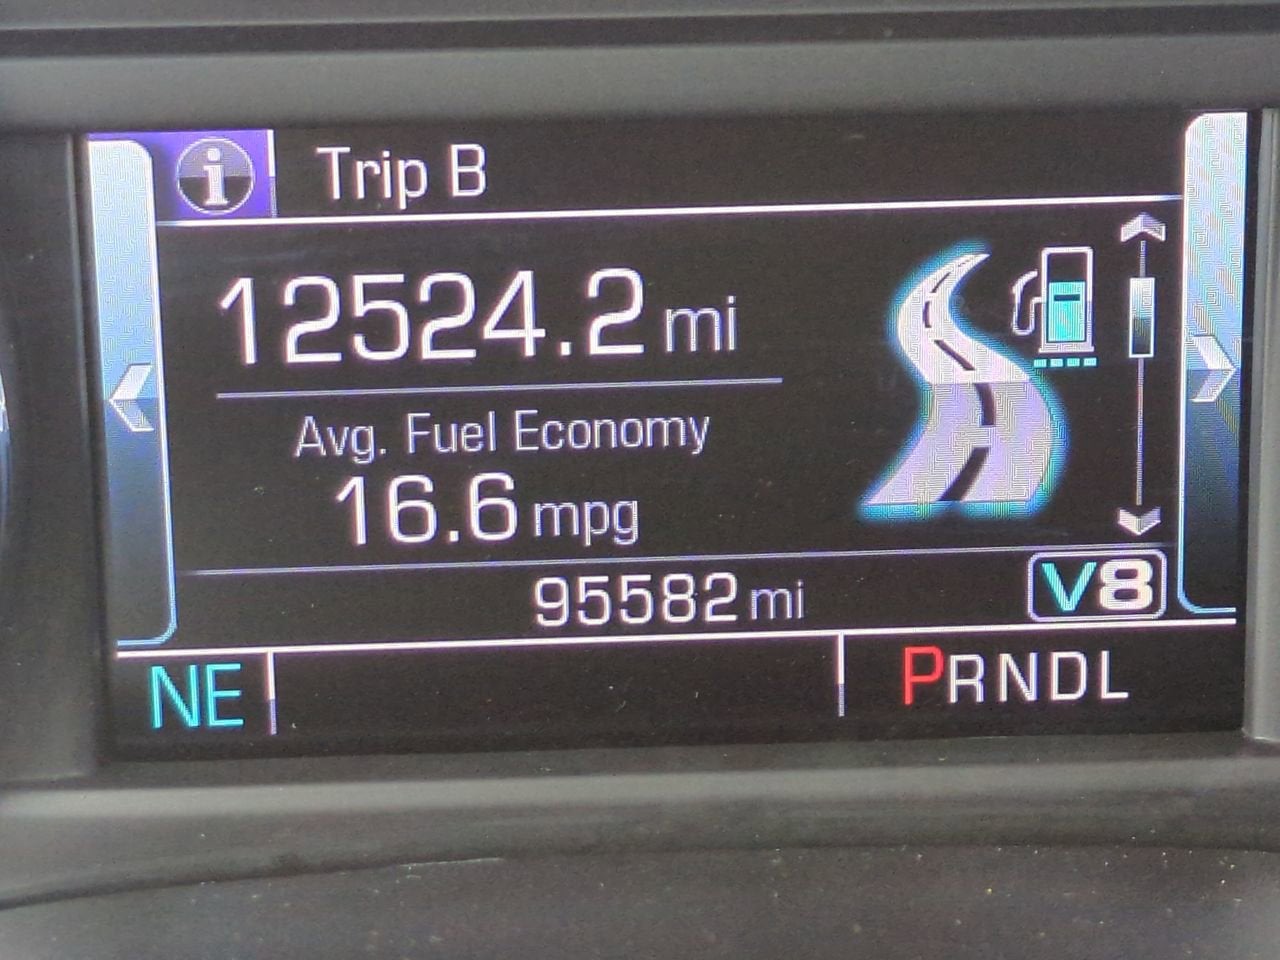 i Trip B
12524.2 mi
Avg. Fuel Economy
16.6 mpg
95582 mi
V8
NE
PRNDL